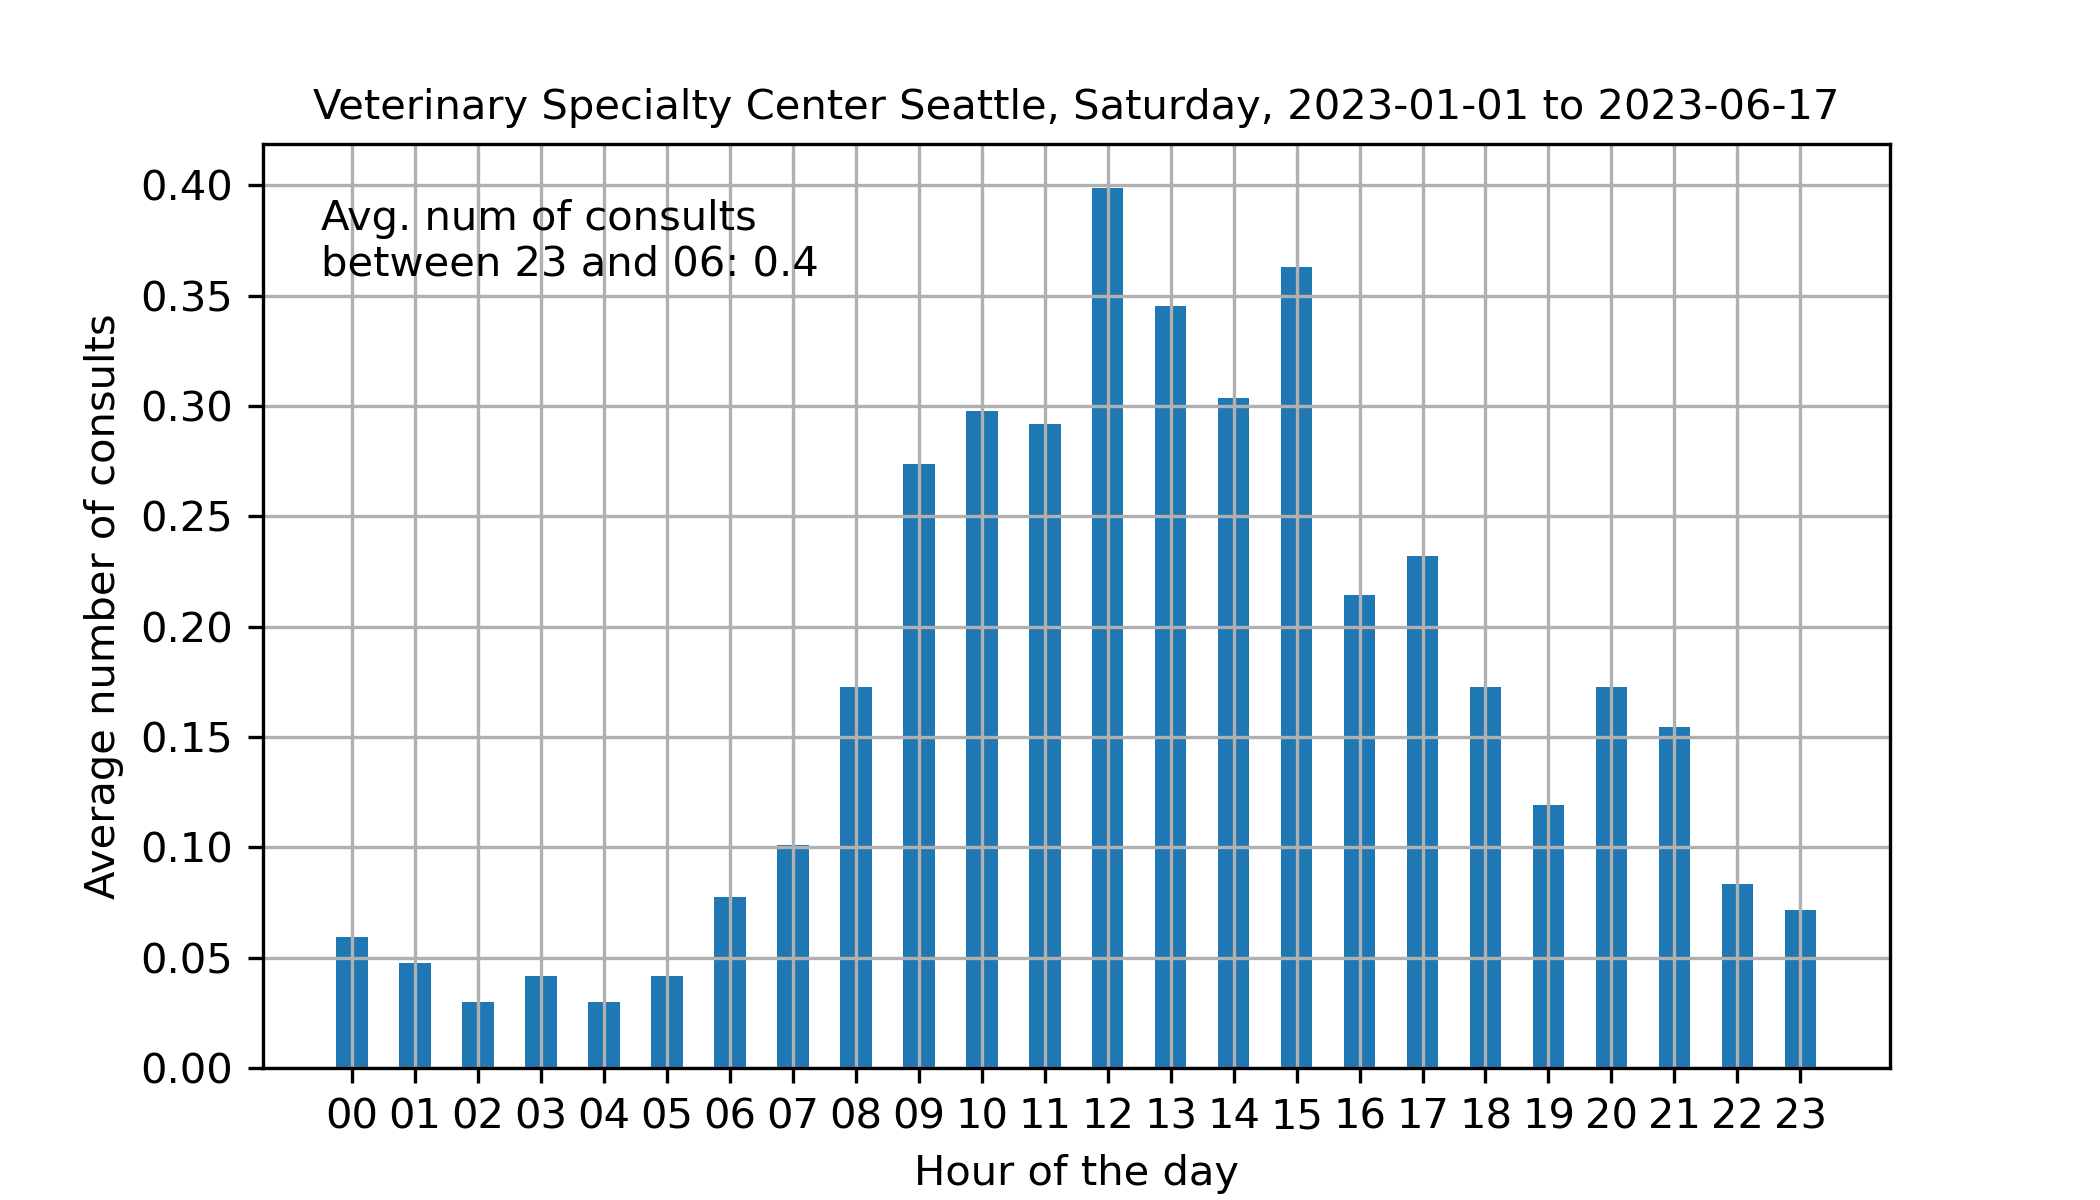 Veterinary Specialty Center Seattle, Saturday, 2023-01-01 to 2023-06-17
Avg. num of consults
between 23 and 06: 0.4
Average number of consults
0.40
0.35
0.30
0.25
0.20
0.15
0.10
0.05
0.00
00 01 02 03 04 05 06 07 08 09 10 11 12 13 14 15 16 17 18 19 20 21 22 23
Hour of the day